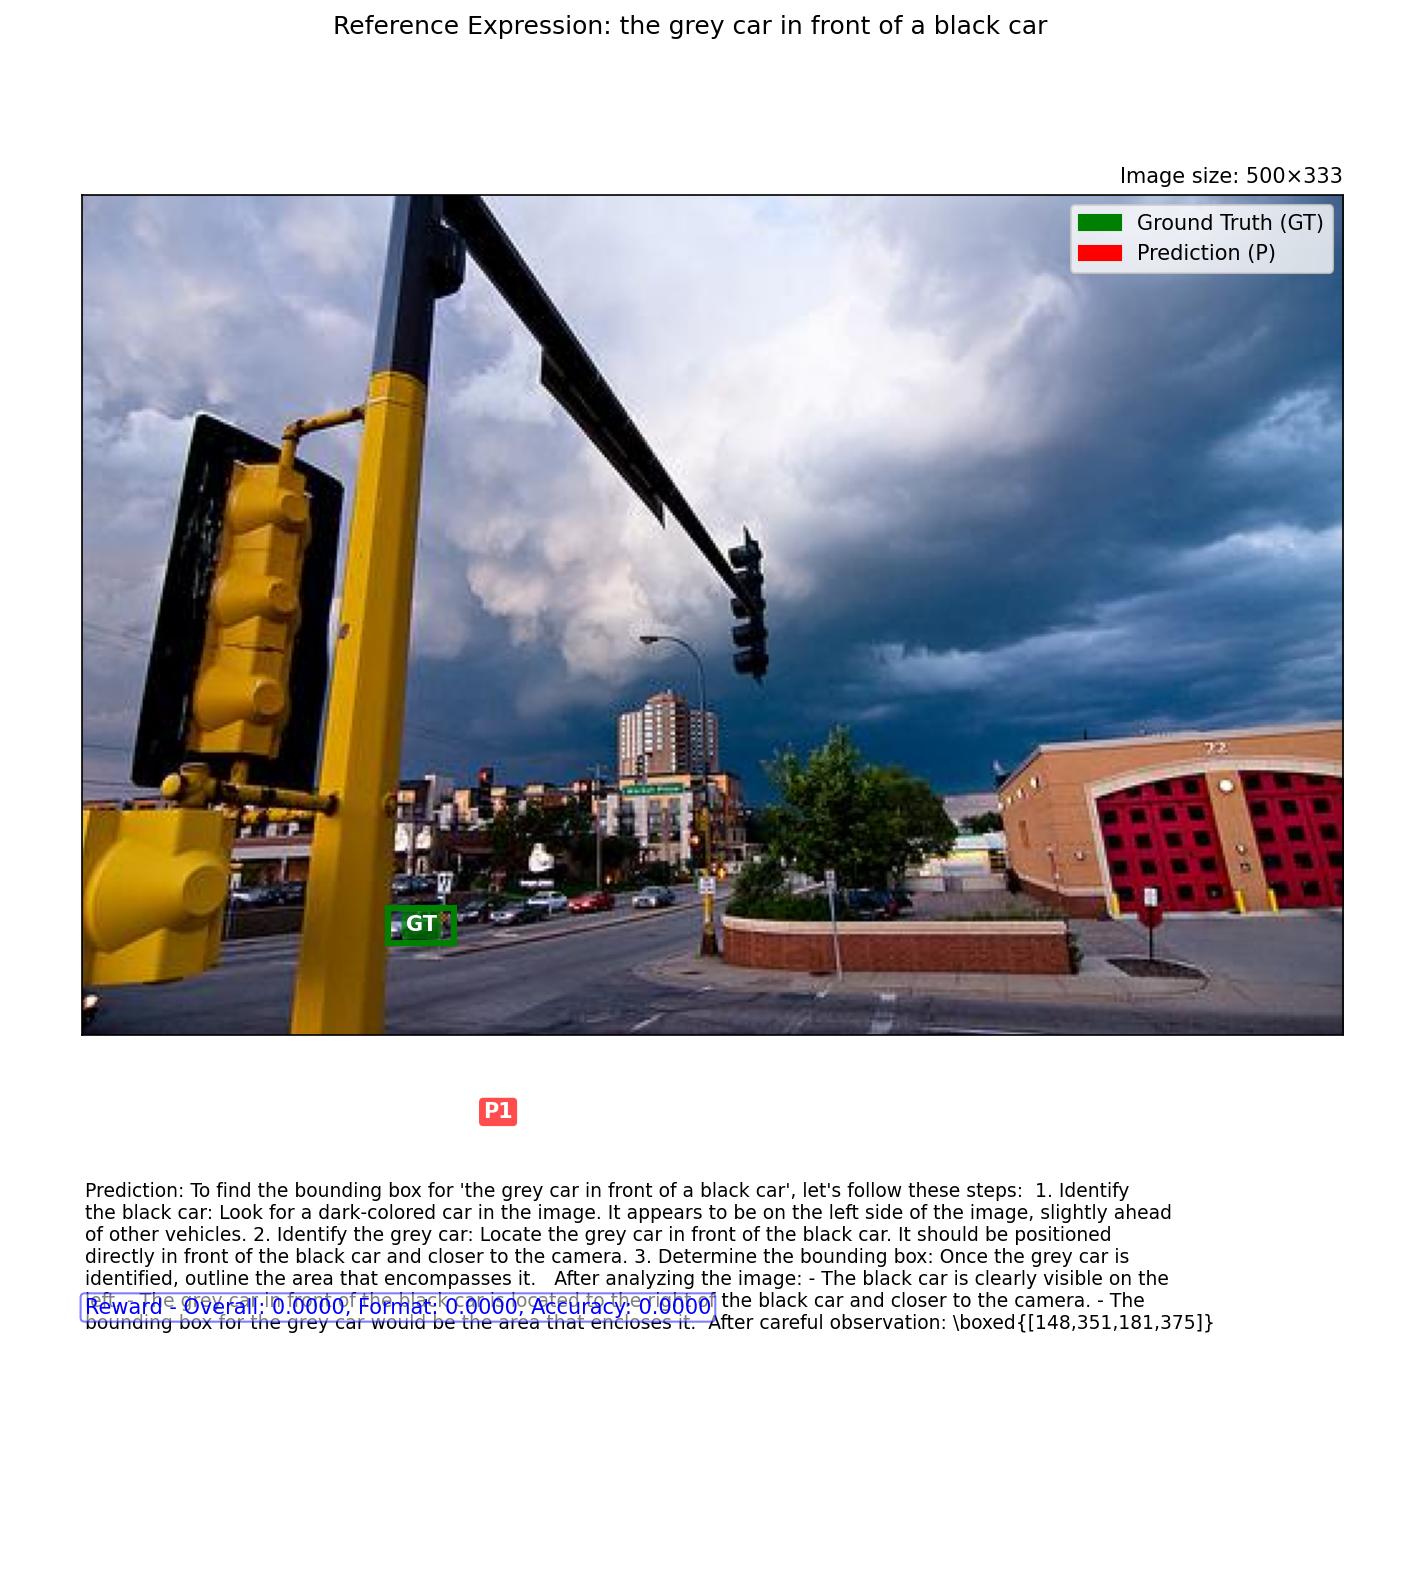 Reference Expression: the grey car in front of a black car
Image size: 500×333
Ground Truth (GT)
Prediction (P)
72
GT
P1
Prediction: To find the bounding box for 'the grey car in front of a black car', let's follow these steps:  1. Identify
the black car: Look for a dark-colored car in the image. It appears to be on the left side of the image, slightly ahead
of other vehicles. 2. Identify the grey car: Locate the grey car in front of the black car. It should be positioned
directly in front of the black car and closer to the camera. 3. Determine the bounding box: Once the grey car is
identified, outline the area that encompasses it.   After analyzing the image: - The black car is clearly visible on the
left. - The grey car in front of the black car is located to the right of the black car and closer to the camera. - The
Reward - Overall: 0.0000, Format: 0.0000, Accuracy: 0.0000
bounding box for the grey car would be the area that encloses it.  After careful observation: \boxed{[148,351,181,375]}